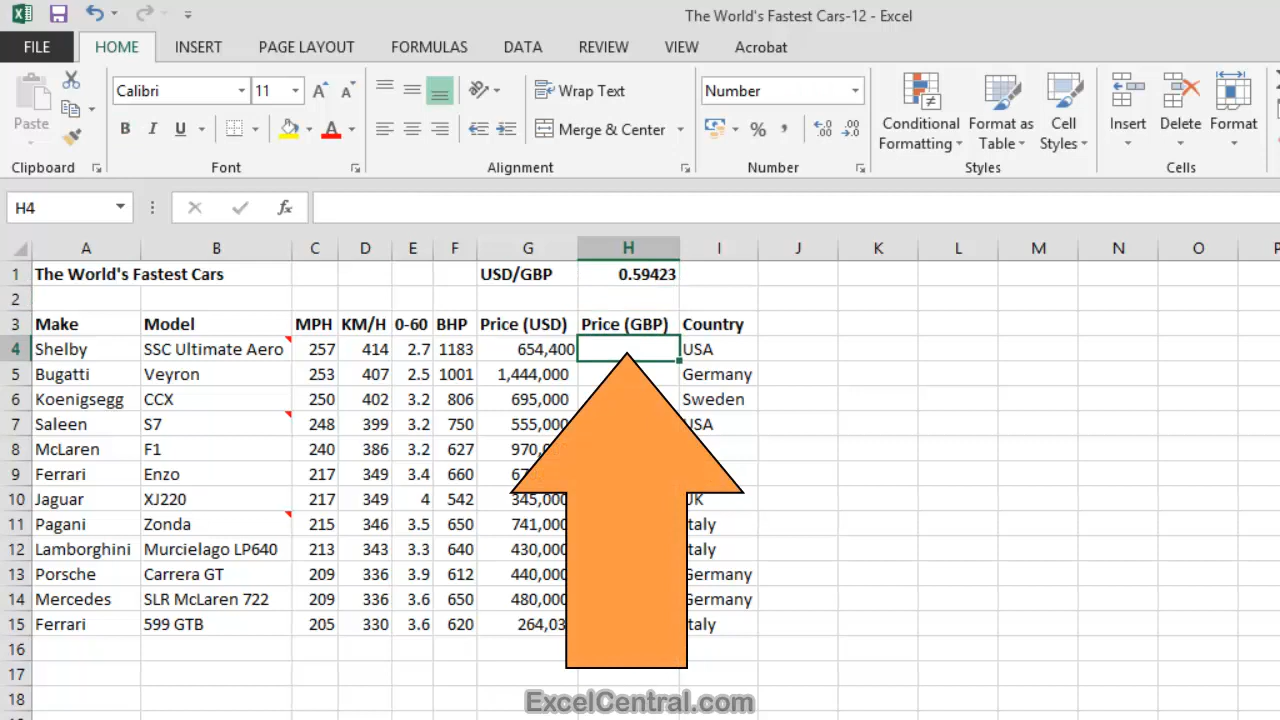 The World's Fastest Cars-12 - Excel
FILE HOME INSERT PAGE LAYOUT FORMULAS DATA REVIEW VIEW Acrobat
Calibri 11 Wrap Text Number
Paste B I U A Merge & Center % Conditional Formatting Format as Table Cell Styles Insert Delete Format
Clipboard Font Alignment Number Styles Cells
H4 fx
A B C D E F G H I J K L M N O P
1 The World's Fastest Cars USD/GBP 0.59423
2
3 Make Model MPH KM/H 0-60 BHP Price (USD) Price (GBP) Country
4 Shelby SSC Ultimate Aero 257 414 2.7 1183 654,400 USA
5 Bugatti Veyron 253 407 2.5 1001 1,444,000 Germany
6 Koenigsegg CCX 250 402 3.2 806 695,000 Sweden
7 Saleen S7 248 399 3.2 750 555,000 USA
8 McLaren F1 240 386 3.2 627
9 Ferrari Enzo 217 349 3.4 660
10 Jaguar XJ220 217 349 4 542 345,000 UK
11 Pagani Zonda 215 346 3.5 650 741,000 Italy
12 Lamborghini Murcielago LP640 213 343 3.3 640 430,000 Italy
13 Porsche Carrera GT 209 336 3.9 612 440,000 Germany
14 Mercedes SLR McLaren 722 209 336 3.6 650 480,000 Germany
15 Ferrari 599 GTB 205 330 3.6 620 264,03 Italy
16
17
18
ExcelCentral.com